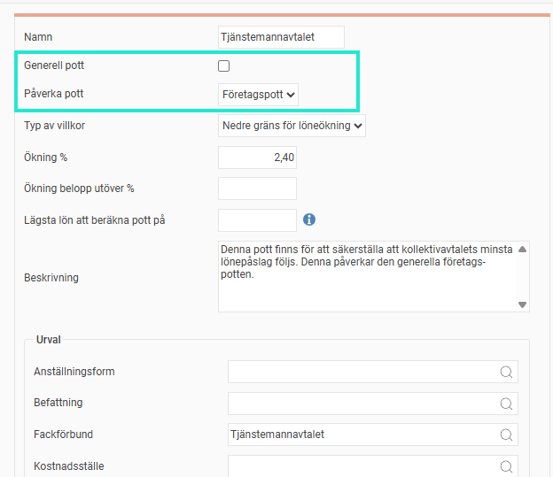 Namn Tjänstemannavtalet
Generell pott
Påverka pott Företagspott
Typ av villkor Nedre gräns för löneökning
Ökning % 2,40
Ökning belopp utöver %
Lägsta lön att beräkna pott på
Beskrivning
Denna pott finns för att säkerställa att kollektivavtalets minsta
lönepåslag följs. Denna påverkar den generella företags-
potten.
Urval
Anställningsform
Befattning
Fackförbund Tjänstemannavtalet
Kostnadsställe